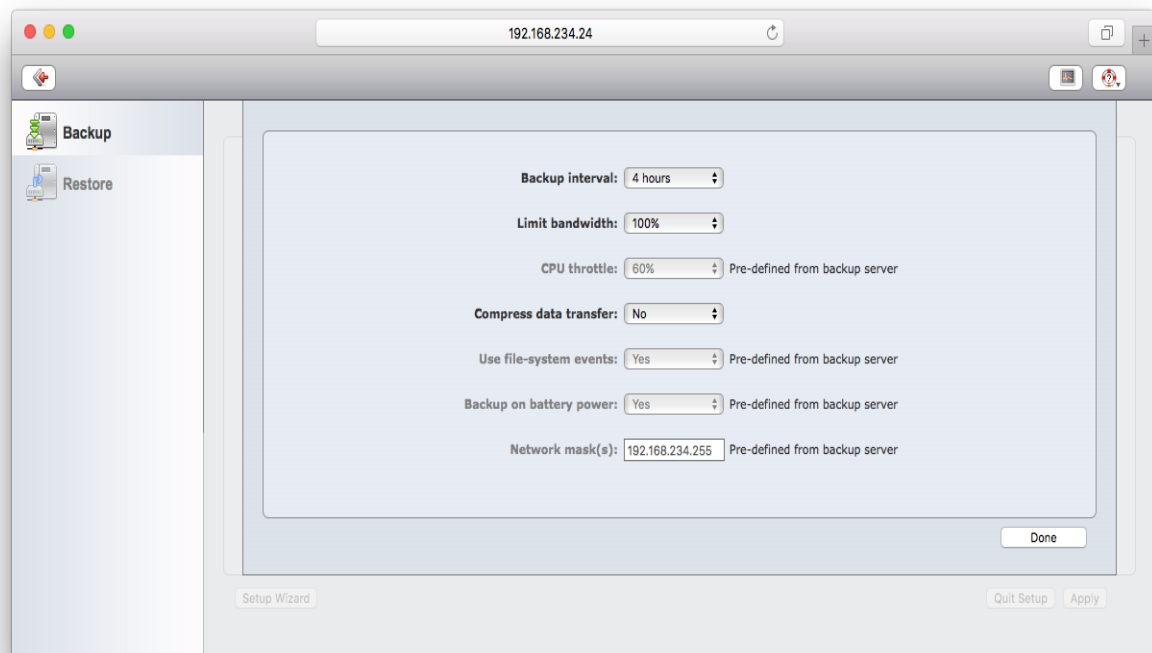 192.168.234.24
Backup
Restore
Backup interval: 4 hours
Limit bandwidth: 100%
CPU throttle: 60% Pre-defined from backup server
Compress data transfer: No
Use file-system events: Yes Pre-defined from backup server
Backup on battery power: Yes Pre-defined from backup server
Network mask(s): 192.168.234.255 Pre-defined from backup server
Done
Setup Wizard Quit Setup Apply